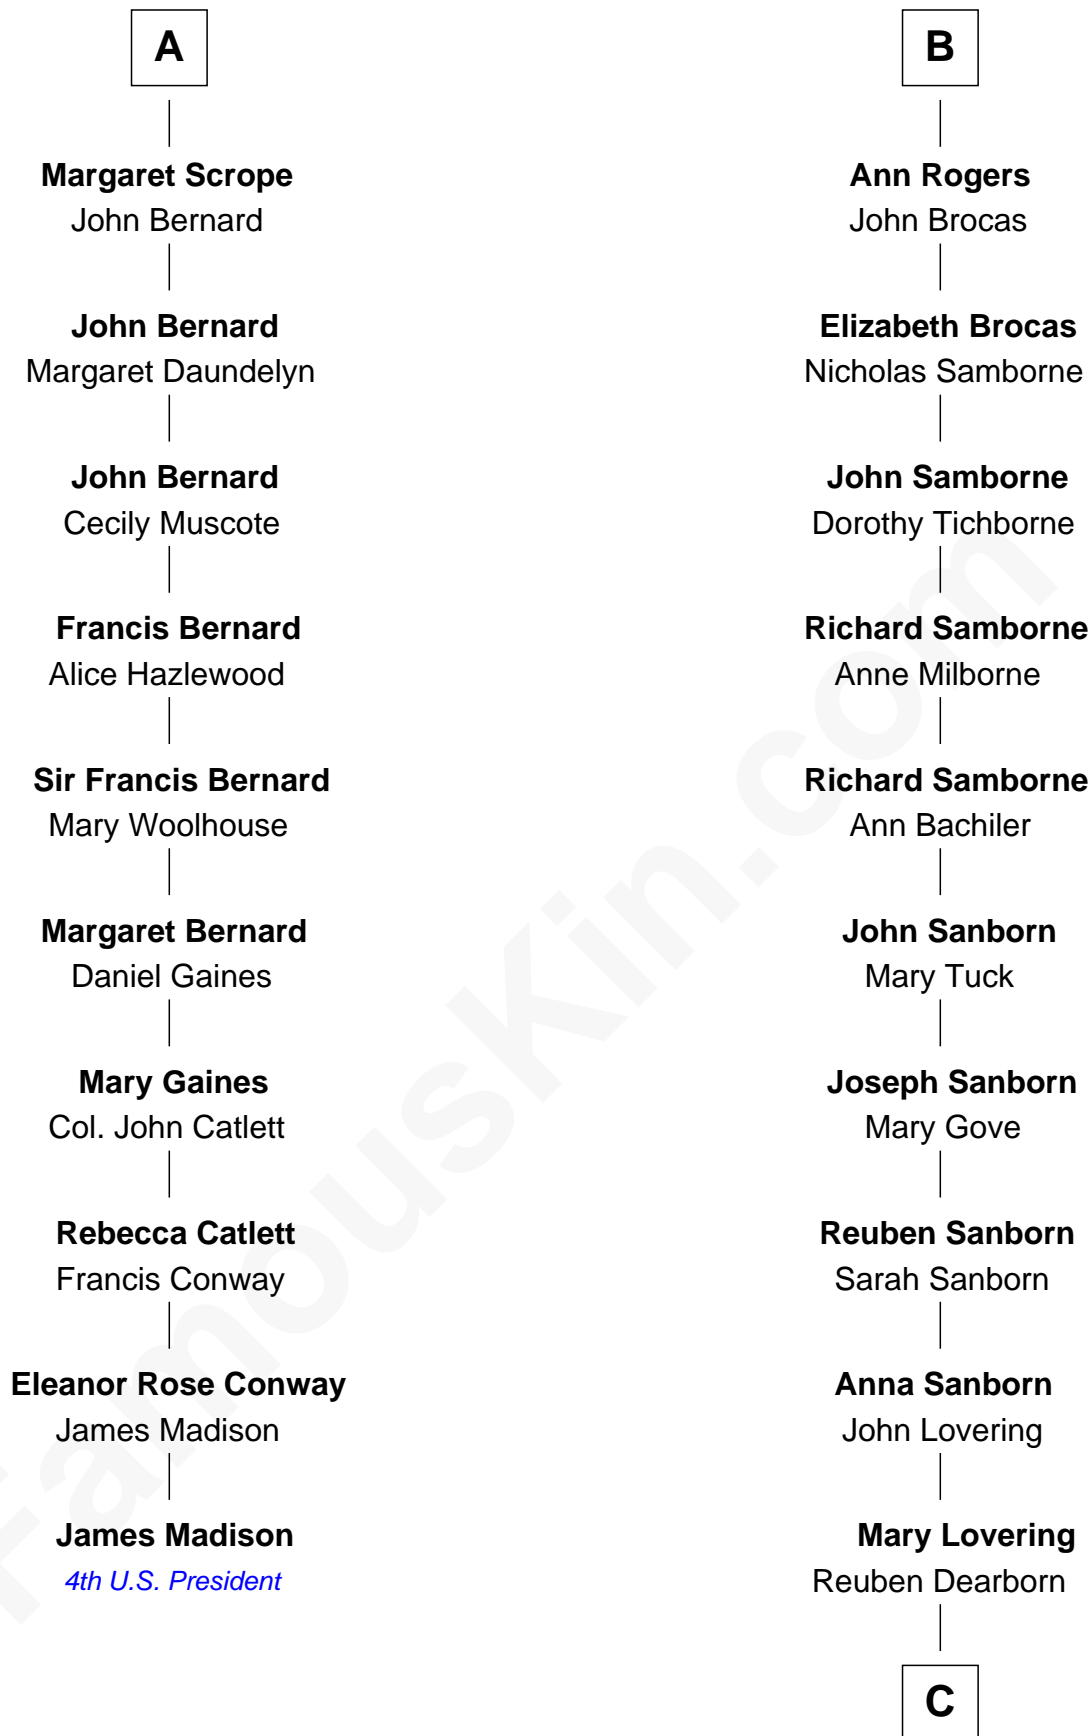 A
Margaret Scrope
John Bernard
John Bernard
Margaret Daundelyn
John Bernard
Cecily Muscote
Francis Bernard
Alice Hazlewood
Sir Francis Bernard
Mary Woolhouse
Margaret Bernard
Daniel Gaines
Mary Gaines
Col. John Catlett
Rebecca Catlett
Francis Conway
Eleanor Rose Conway
James Madison
James Madison
4th U.S. President
B
Ann Rogers
John Brocas
Elizabeth Brocas
Nicholas Samborne
John Samborne
Dorothy Tichborne
Richard Samborne
Anne Milborne
Richard Samborne
Ann Bachiler
John Sanborn
Mary Tuck
Joseph Sanborn
Mary Gove
Reuben Sanborn
Sarah Sanborn
Anna Sanborn
John Lovering
Mary Lovering
Reuben Dearborn
C
FamousKin.com